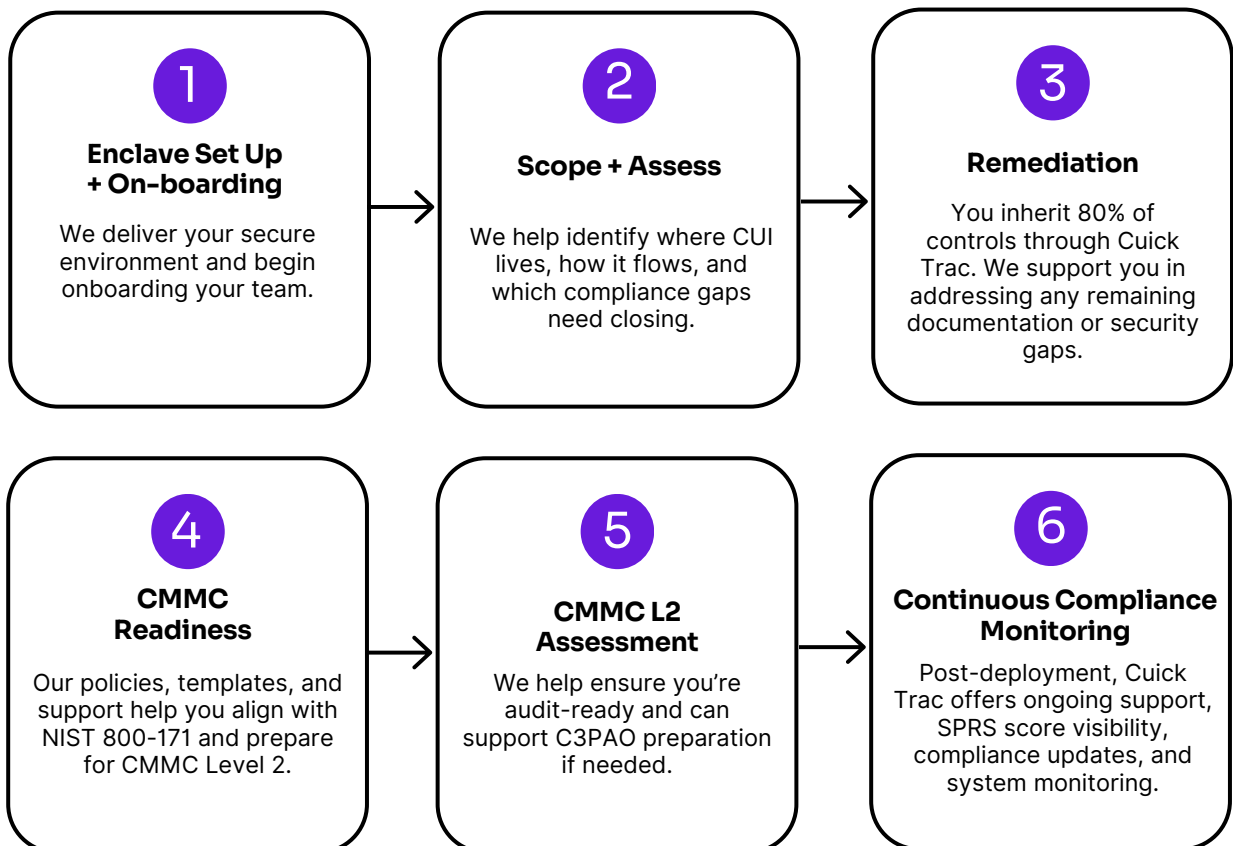 1
Enclave Set Up
+ On-boarding
We deliver your secure
environment and begin
onboarding your team.
2
Scope + Assess
We help identify where CUI
lives, how it flows, and
which compliance gaps
need closing.
3
Remediation
You inherit 80% of
controls through Cuick
Trac. We support you in
addressing any remaining
documentation or security
gaps.
4
CMMC
Readiness
Our policies, templates, and
support help you align with
NIST 800-171 and prepare
for CMMC Level 2.
5
CMMC L2
Assessment
We help ensure you’re
audit-ready and can
support C3PAO preparation
if needed.
6
Continuous Compliance
Monitoring
Post-deployment, Cuick
Trac offers ongoing support,
SPRS score visibility,
compliance updates, and
system monitoring.